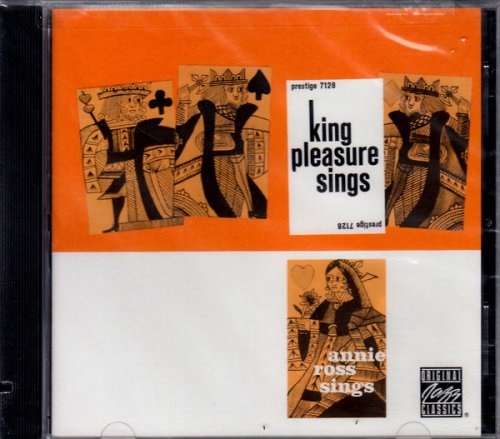 prestige 7128
king
pleasure
sings
prestige 7128
annie
ross
sings
ORIGINAL
Jazz
CLASSICS
®